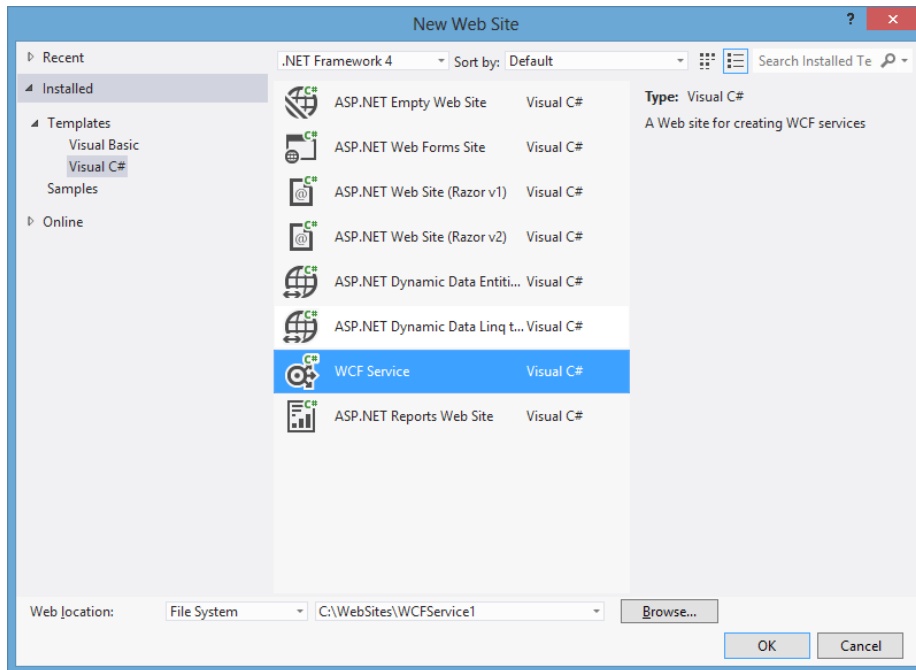 New Web Site
?
Recent
Installed
Templates
Visual Basic
Visual C#
Samples
Online
.NET Framework 4
Sort by: Default
Search Installed Te
C# ASP.NET Empty Web Site Visual C#
C# ASP.NET Web Forms Site Visual C#
C# @ ASP.NET Web Site (Razor v1) Visual C#
C# @ ASP.NET Web Site (Razor v2) Visual C#
C# ASP.NET Dynamic Data Entiti... Visual C#
C# ASP.NET Dynamic Data Linq t... Visual C#
C# WCF Service Visual C#
C# ASP.NET Reports Web Site Visual C#
Type: Visual C#
A Web site for creating WCF services
Web location: File System C:\WebSites\WCFService1 Browse...
OK Cancel